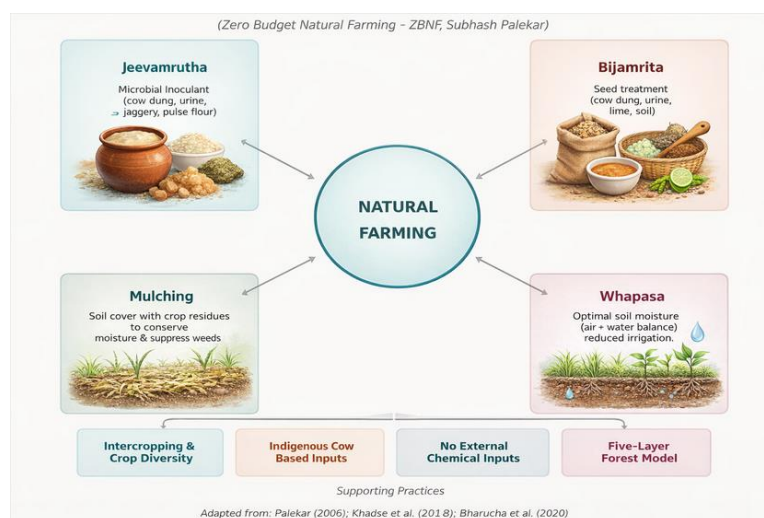 (Zero Budget Natural Farming – ZBNF, Subhash Palekar)
Jeevamrutha
Microbial Inoculant
(cow dung, urine,
jaggery, pulse flour)
Bijamrita
Seed treatment
(cow dung, urine,
lime, soil)
NATURAL
FARMING
Mulching
Soil cover with crop residues
to conserve
moisture & suppress weeds
Whapasa
Optimal soil moisture
(air + water balance)
reduced irrigation.
Intercropping &
Crop Diversity
Indigenous Cow
Based Inputs
No External
Chemical Inputs
Five-Layer
Forest Model
Supporting Practices
Adapted from: Palekar (2006); Khadse et al. (2018); Bharucha et al. (2020)